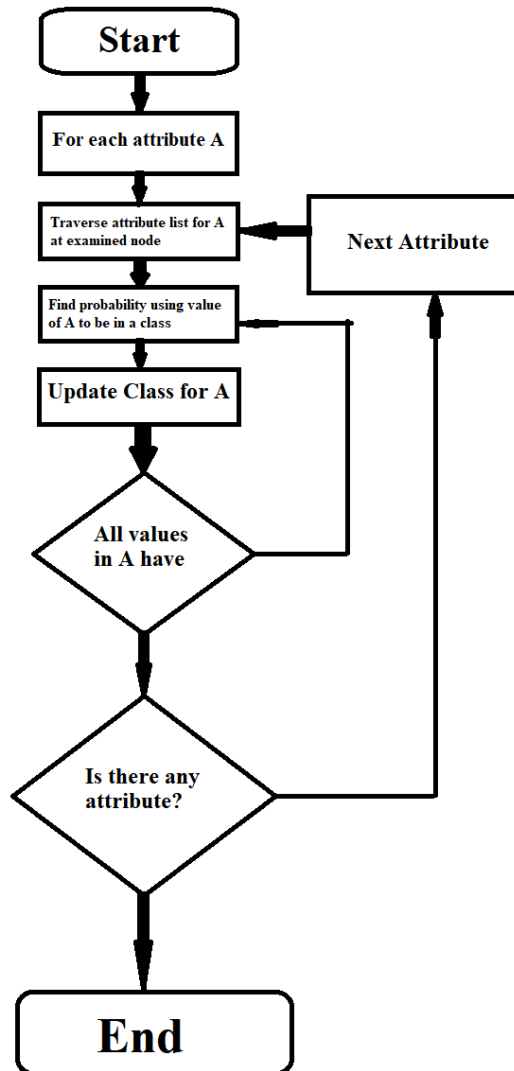 Start
For each attribute A
Traverse attribute list for A
at examined node
Next Attribute
Find probability using value
of A to be in a class
Update Class for A
All values
in A have
Is there any
attribute?
End